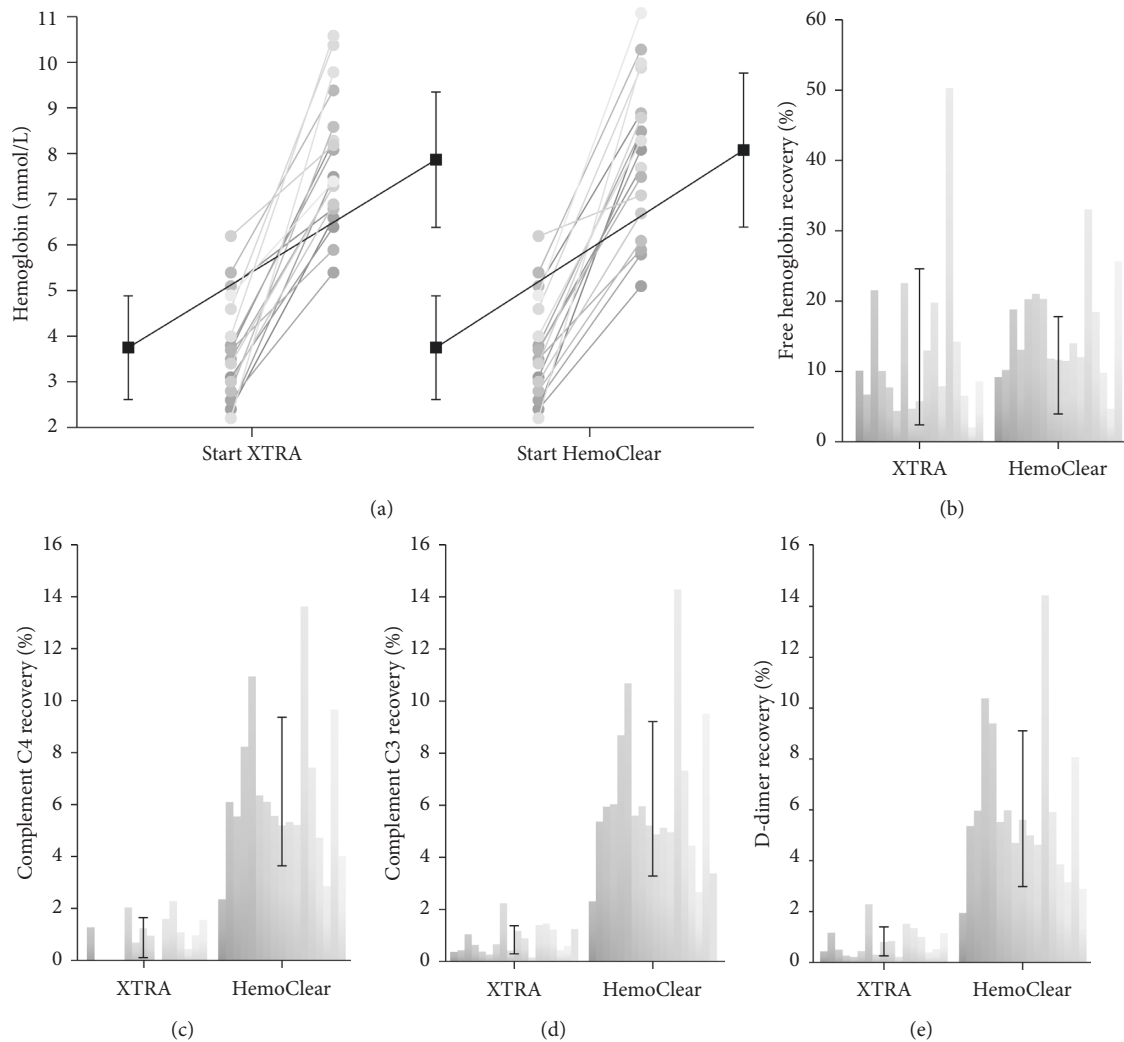 Hemoglobin (mmol/L)
11
10
9
8
7
6
5
4
3
2
Start XTRA
Start HemoClear
(a)
Free hemoglobin recovery (%)
60
50
40
30
20
10
0
XTRA
HemoClear
(b)
Complement C4 recovery (%)
16
14
12
10
8
6
4
2
0
XTRA
HemoClear
(c)
Complement C3 recovery (%)
16
14
12
10
8
6
4
2
0
XTRA
HemoClear
(d)
D-dimer recovery (%)
16
14
12
10
8
6
4
2
0
XTRA
HemoClear
(e)